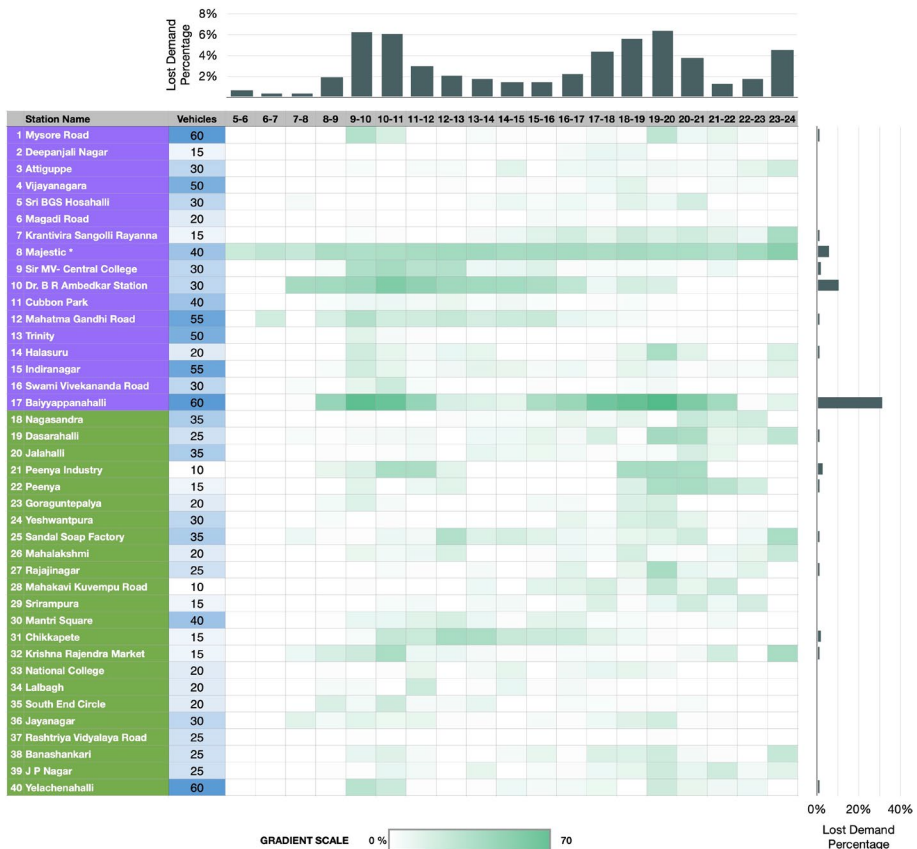 8%
6%
4%
2%
Lost Demand
Percentage
Station Name Vehicles 5-6 6-7 7-8 8-9 9-10 10-11 11-12 12-13 13-14 14-15 15-16 16-17 17-18 18-19 19-20 20-21 21-22 22-23 23-24
1 Mysore Road 60
2 Deepanjali Nagar 15
3 Attiguppe 30
4 Vijayanagara 50
5 Sri BGS Hosahalli 30
6 Magadi Road 20
7 Krantivira Sangolli Rayanna 15
8 Majestic * 40
9 Sir MV- Central College 30
10 Dr. B R Ambedkar Station 30
11 Cubbon Park 40
12 Mahatma Gandhi Road 55
13 Trinity 50
14 Halasuru 20
15 Indiranagar 55
16 Swami Vivekananda Road 30
17 Baiyyappanahalli 60
18 Nagasandra 35
19 Dasarahalli 25
20 Jalahalli 35
21 Peenya Industry 10
22 Peenya 15
23 Goraguntepalya 20
24 Yeshwantpura 30
25 Sandal Soap Factory 35
26 Mahalakshmi 20
27 Rajajinagar 25
28 Mahakavi Kuvempu Road 10
29 Srirampura 15
30 Mantri Square 40
31 Chikkapete 15
32 Krishna Rajendra Market 15
33 National College 20
34 Lalbagh 20
35 South End Circle 20
36 Jayanagar 30
37 Rashtriya Vidyalaya Road 25
38 Banashankari 25
39 J P Nagar 25
40 Yelachenahalli 60
0% 20% 40%
Lost Demand
Percentage
GRADIENT SCALE 0 % 70